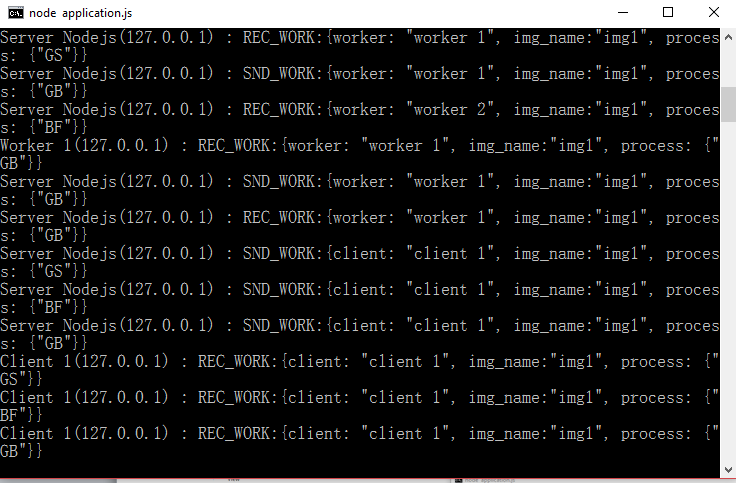 node application.js
Server Nodejs(127.0.0.1) : REC_WORK:{worker: "worker 1", img_name:"img1", proces
s: {"GS"}}
Server Nodejs(127.0.0.1) : SND_WORK:{worker: "worker 1", img_name:"img1", proces
s: {"GB"}}
Server Nodejs(127.0.0.1) : REC_WORK:{worker: "worker 2", img_name:"img1", proces
s: {"BF"}}
Worker 1(127.0.0.1) : REC_WORK:{worker: "worker 1", img_name:"img1", process: {"
GB"}}
Server Nodejs(127.0.0.1) : SND_WORK:{worker: "worker 1", img_name:"img1", proces
s: {"GB"}}
Server Nodejs(127.0.0.1) : REC_WORK:{worker: "worker 1", img_name:"img1", proces
s: {"GB"}}
Server Nodejs(127.0.0.1) : SND_WORK:{client: "client 1", img_name:"img1", proces
s: {"GS"}}
Server Nodejs(127.0.0.1) : SND_WORK:{client: "client 1", img_name:"img1", proces
s: {"BF"}}
Server Nodejs(127.0.0.1) : SND_WORK:{client: "client 1", img_name:"img1", proces
s: {"GB"}}
Client 1(127.0.0.1) : REC_WORK:{client: "client 1", img_name:"img1", process: {"
GS"}}
Client 1(127.0.0.1) : REC_WORK:{client: "client 1", img_name:"img1", process: {"
BF"}}
Client 1(127.0.0.1) : REC_WORK:{client: "client 1", img_name:"img1", process: {"
GB"}}